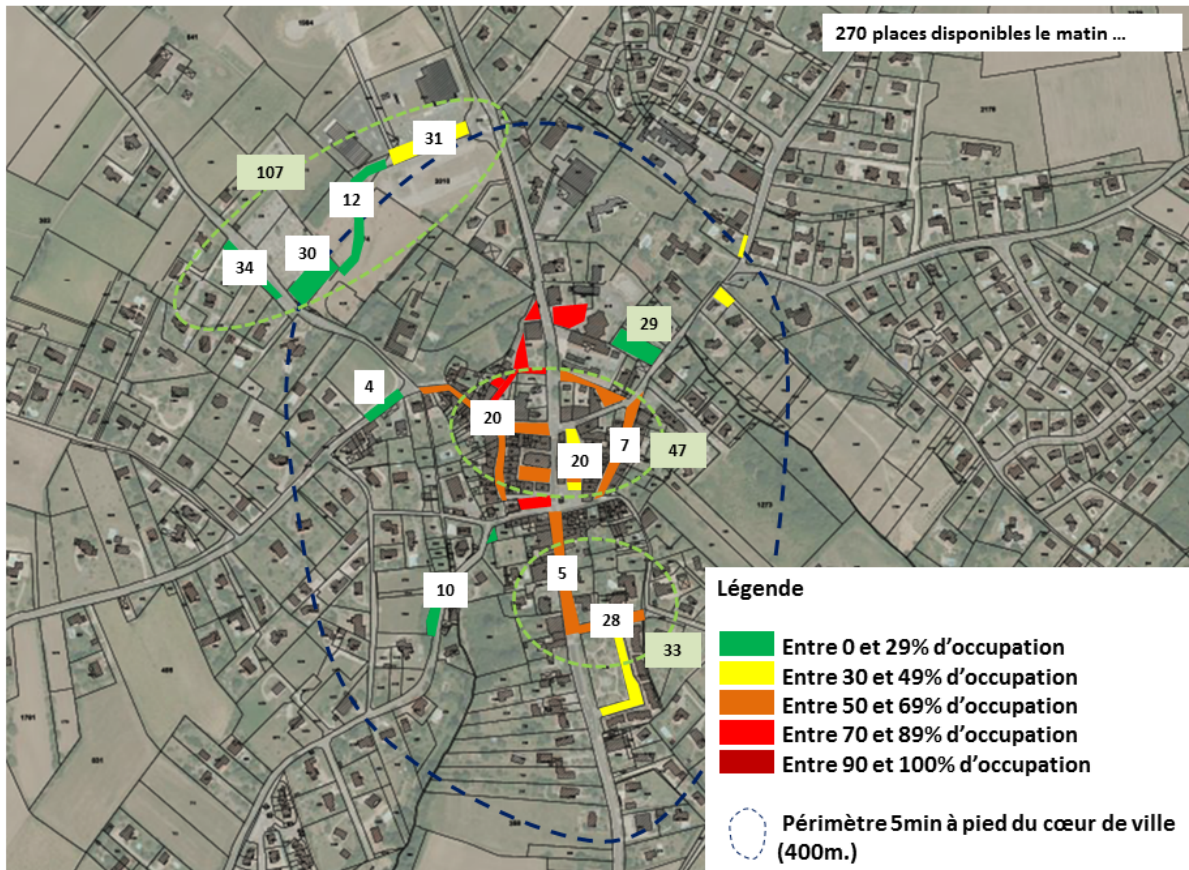 270 places disponibles le matin ...
31
107
12
30
34
29
4
20
47
7
20
5
10
28
33
Légende
Entre 0 et 29% d'occupation
Entre 30 et 49% d'occupation
Entre 50 et 69% d'occupation
Entre 70 et 89% d'occupation
Entre 90 et 100% d'occupation
Périmètre 5min à pied du cœur de ville
(400m.)